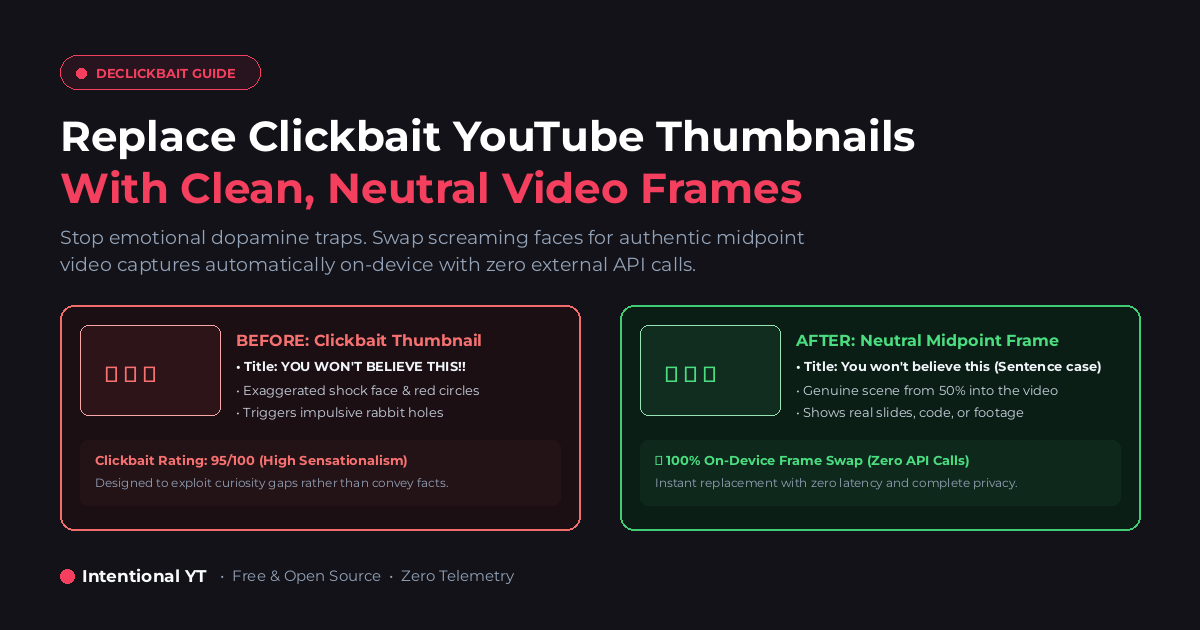 DECLICKBAIT GUIDE
Replace Clickbait YouTube Thumbnails
With Clean, Neutral Video Frames
Stop emotional dopamine traps. Swap screaming faces for authentic midpoint
video captures automatically on-device with zero external API calls.
BEFORE: Clickbait Thumbnail
• Title: YOU WON'T BELIEVE THIS!!
• Exaggerated shock face & red circles
• Triggers impulsive rabbit holes
Clickbait Rating: 95/100 (High Sensationalism)
Designed to exploit curiosity gaps rather than convey facts.
AFTER: Neutral Midpoint Frame
• Title: You won't believe this (Sentence case)
• Genuine scene from 50% into the video
• Shows real slides, code, or footage
100% On-Device Frame Swap (Zero API Calls)
Instant replacement with zero latency and complete privacy.
Intentional YT • Free & Open Source • Zero Telemetry